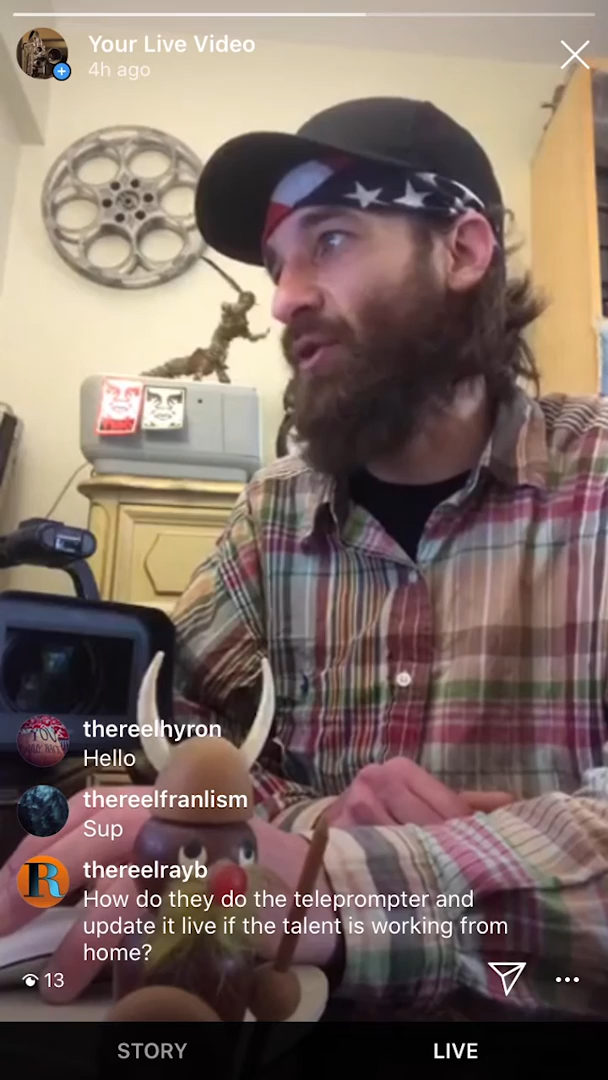 Your Live Video
4h ago
thereelhyron
Hello
thereelfranlism
Sup
thereelrayb
How do they do the teleprompter and
update it live if the talent is working from
home?
13
STORY
LIVE